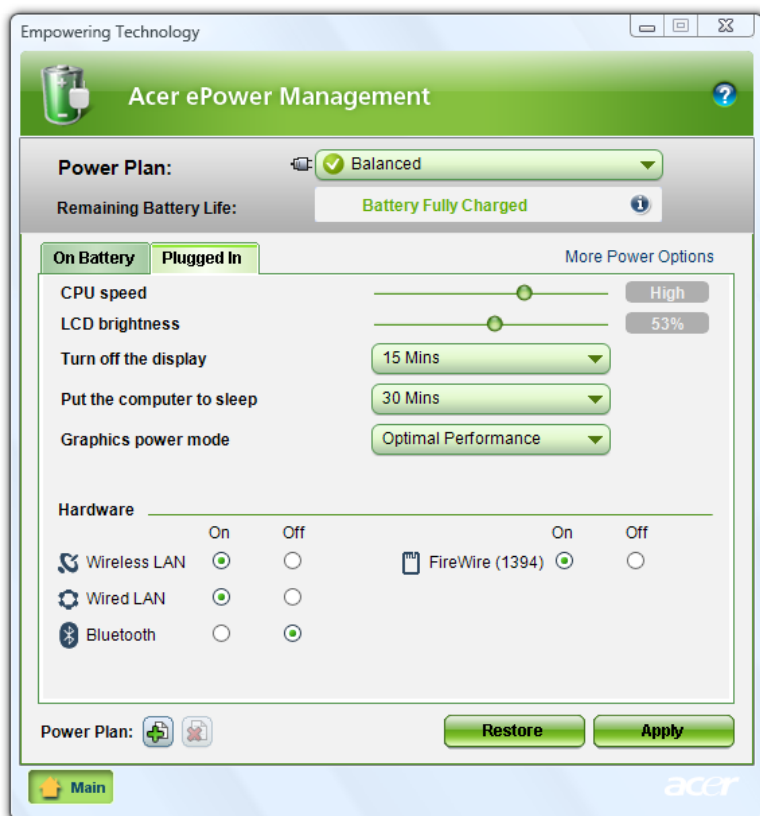 Empowering Technology
Acer ePower Management
Power Plan: Balanced
Remaining Battery Life: Battery Fully Charged
On Battery Plugged In More Power Options
CPU speed High
LCD brightness 53%
Turn off the display 15 Mins
Put the computer to sleep 30 Mins
Graphics power mode Optimal Performance
Hardware
On Off On Off
Wireless LAN FireWire (1394)
Wired LAN
Bluetooth
Power Plan: Restore Apply
Main acer